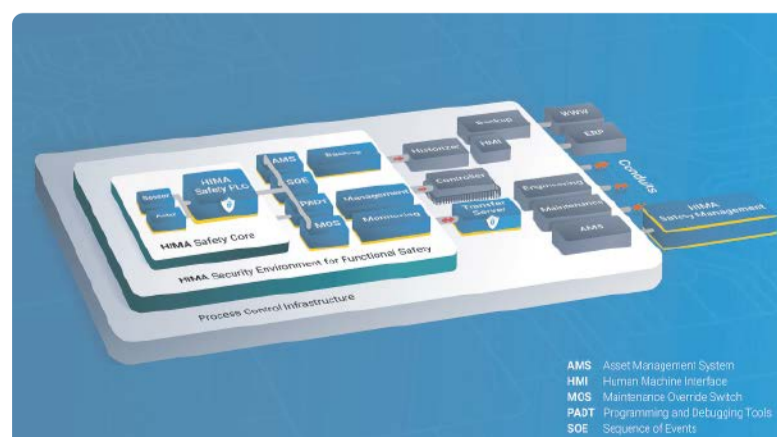 WWW
Backup
ERP
HMI
Historizer
Conduits
AMS
Backup
Controller
Engineering
HIMA
Safety PLC
SOE
Management
Maintenance
HIMA
Safety Management
Sensor
PADT
Transfer
Server
AMS
MOS
Monitoring
HIMA Safety Core
HIMA Security Environment for Functional Safety
Process Control Infrastructure
AMS Asset Management System
HMI Human Machine Interface
MOS Maintenance Override Switch
PADT Programming and Debugging Tools
SOE Sequence of Events